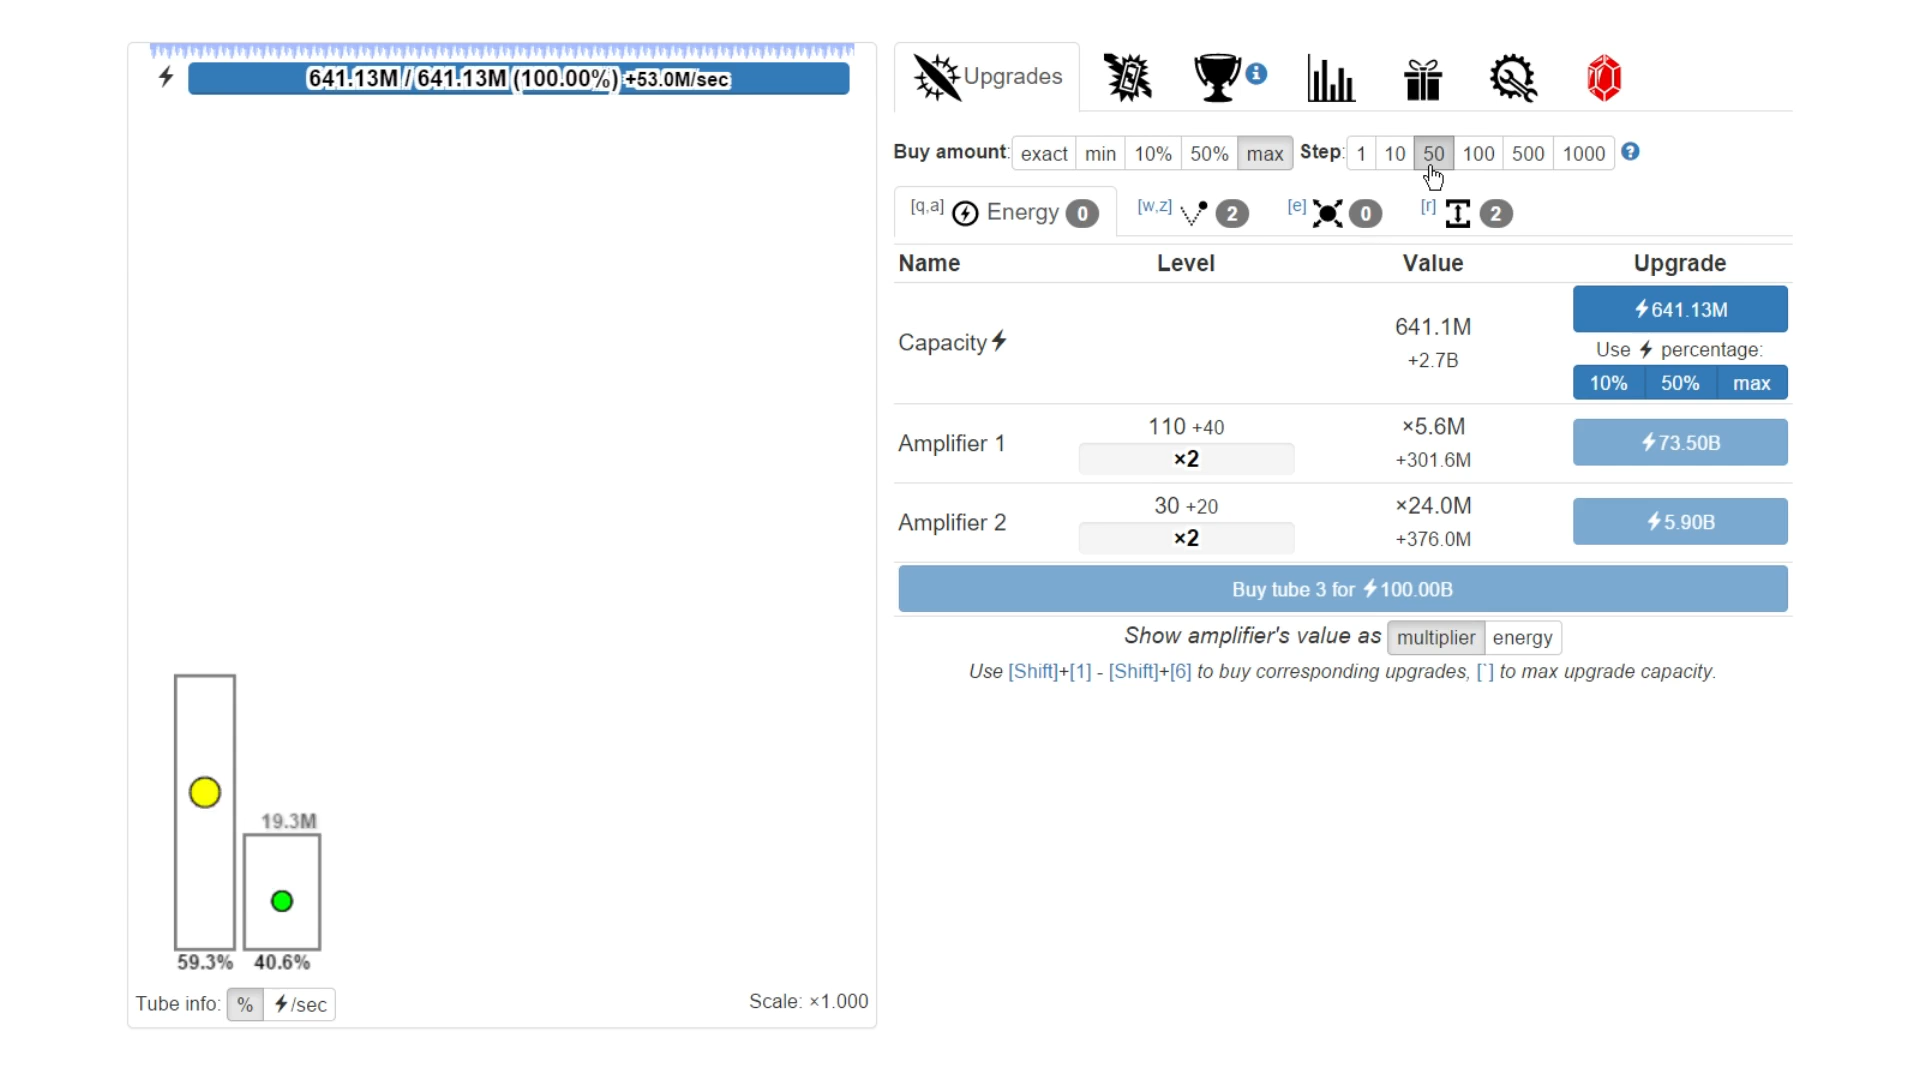 641.13M / 641.13M (100.00%) +53.0M/sec
Upgrades
Buy amount: exact min 10% 50% max Step: 1 10 50 100 500 1000
[q,a] Energy 0 [w,z] 2 [e] 0 [r] 2
Name Level Value Upgrade
Capacity 641.1M +2.7B 641.13M
Use percentage:
10% 50% max
Amplifier 1 110 +40 ×5.6M 73.50B
×2 +301.6M
Amplifier 2 30 +20 ×24.0M 5.90B
×2 +376.0M
Buy tube 3 for 100.00B
Show amplifier's value as multiplier energy
Use [Shift]+[1] - [Shift]+[6] to buy corresponding upgrades, [`] to max upgrade capacity.
19.3M
59.3% 40.6%
Tube info: % /sec
Scale: ×1.000